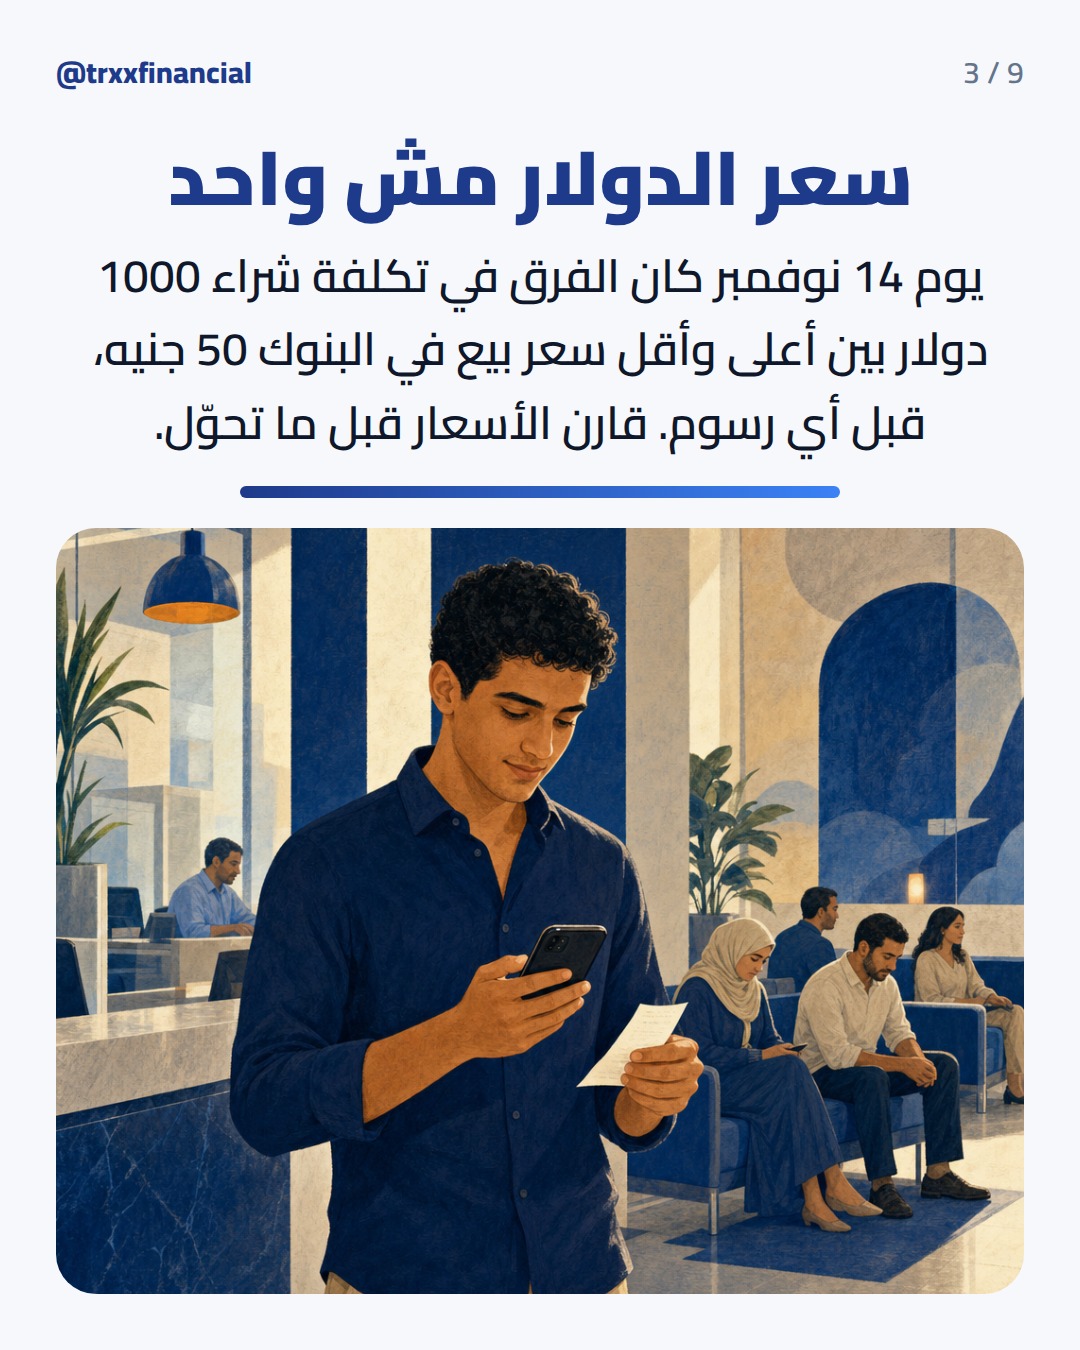 @trxxfinancial
3 / 9
سعر الدولار مش واحد
يوم 14 نوفمبر كان الفرق في تكلفة شراء 1000
دولار بين أعلى وأقل سعر بيع في البنوك 50 جنيه،
قبل أي رسوم. قارن الأسعار قبل ما تحوّل.